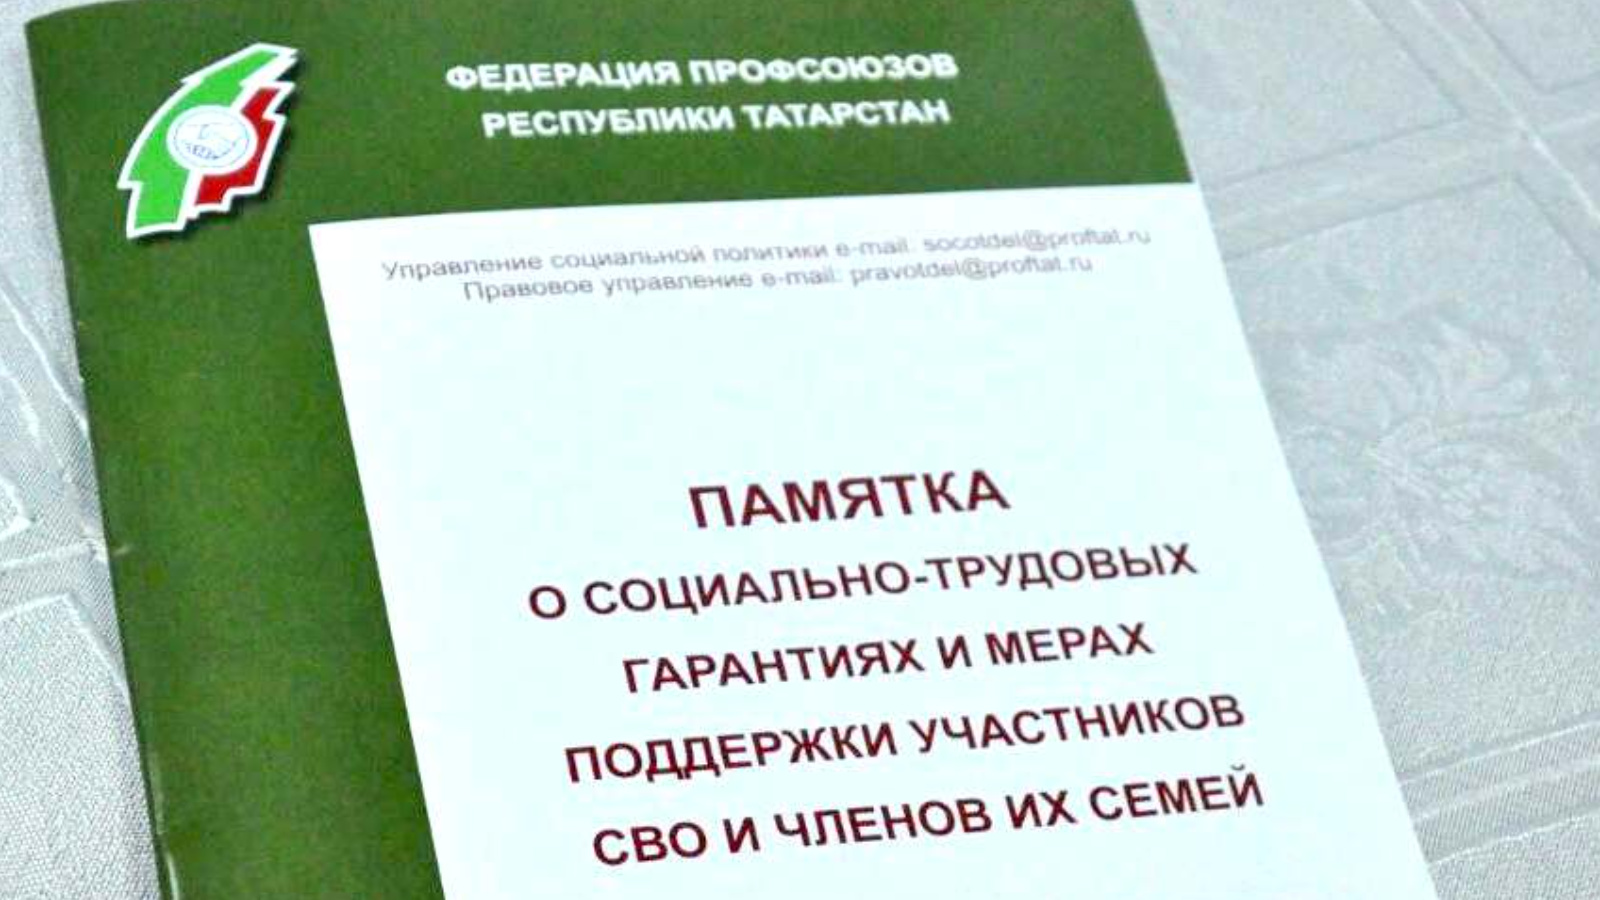 ФЕДЕРАЦИЯ ПРОФСОЮЗОВ
РЕСПУБЛИКИ ТАТАРСТАН
Управление социальной политики e-mail: socotdel@proftat.ru
Правовое управление e-mail: pravotdel@proftat.ru
ПАМЯТКА
О СОЦИАЛЬНО-ТРУДОВЫХ
ГАРАНТИЯХ И МЕРАХ
ПОДДЕРЖКИ УЧАСТНИКОВ
СВО И ЧЛЕНОВ ИХ СЕМЕЙ